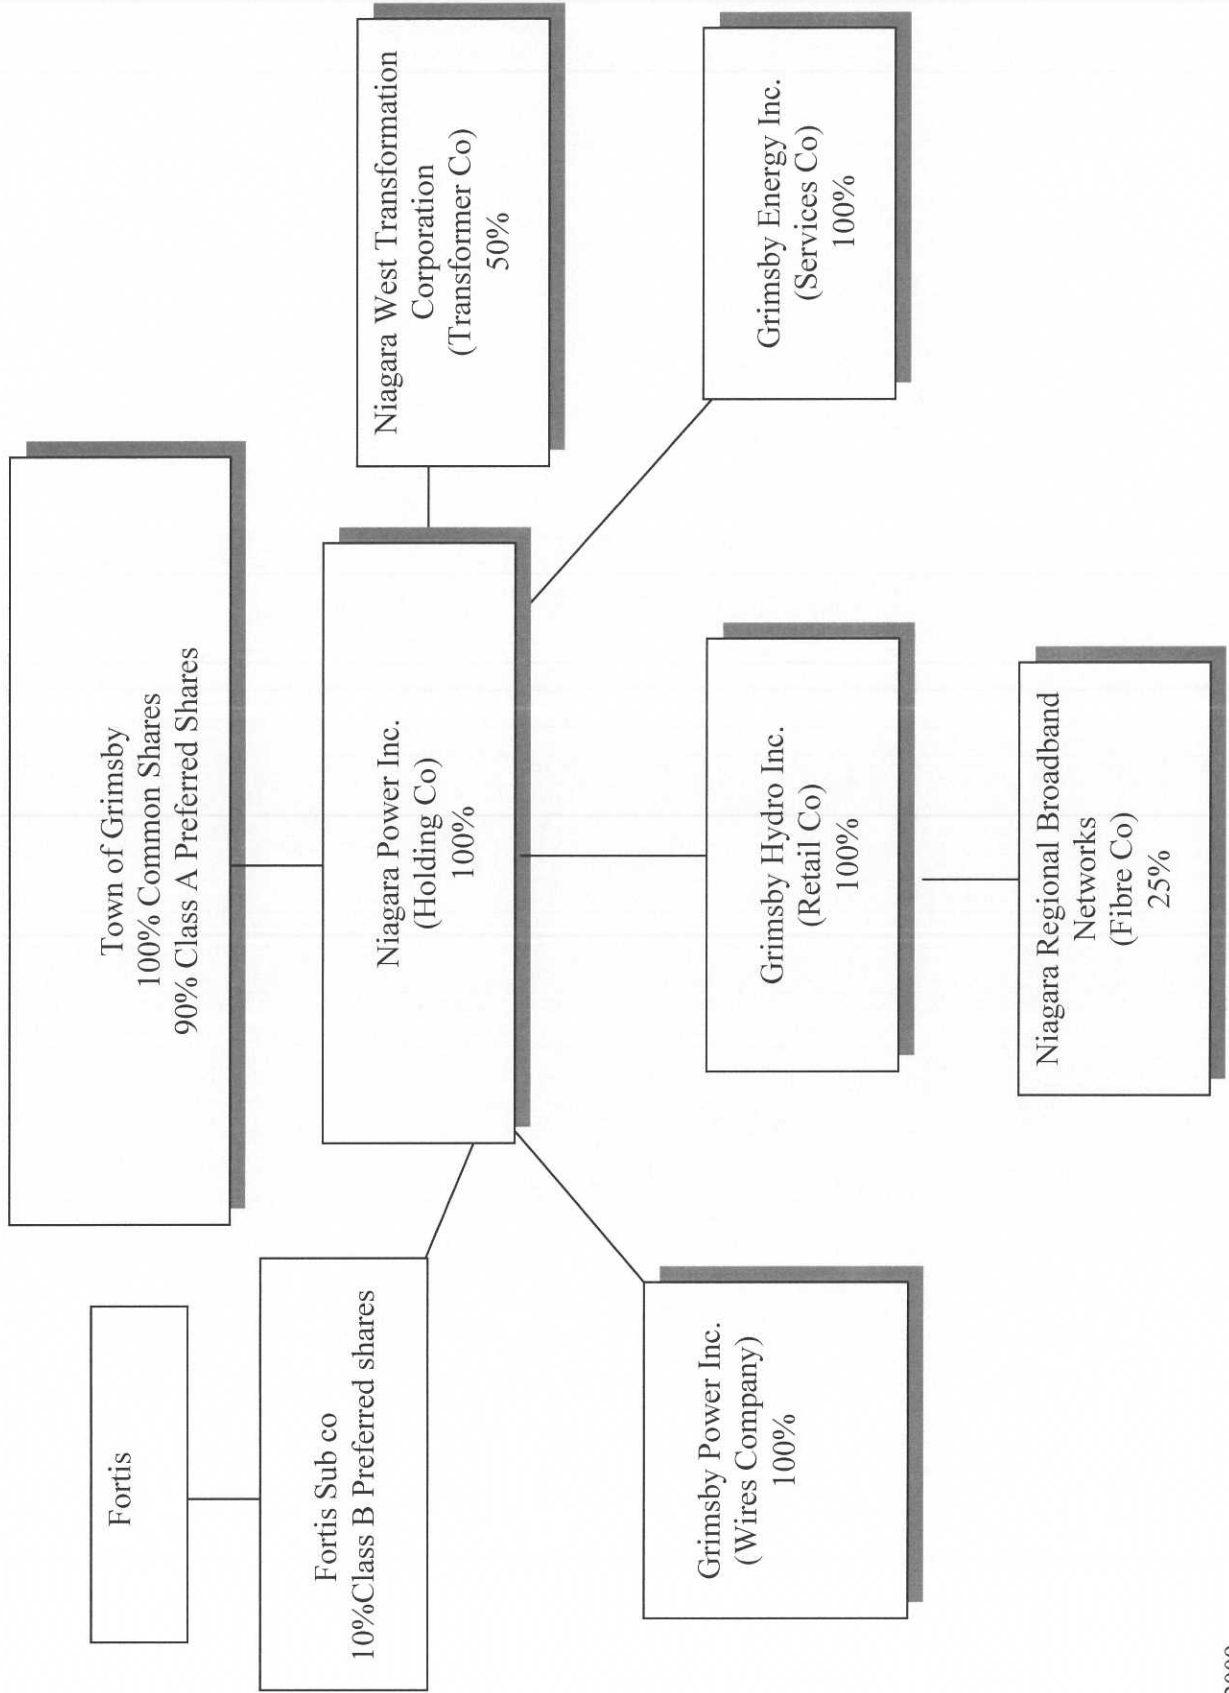 Town of Grimsby
100% Common Shares
90% Class A Preferred Shares
Fortis
Fortis Sub co
10%Class B Preferred shares
Niagara Power Inc.
(Holding Co)
100%
Niagara West Transformation
Corporation
(Transformer Co)
50%
Grimsby Power Inc.
(Wires Company)
100%
Grimsby Hydro Inc.
(Retail Co)
100%
Grimsby Energy Inc.
(Services Co)
100%
Niagara Regional Broadband
Networks
(Fibre Co)
25%